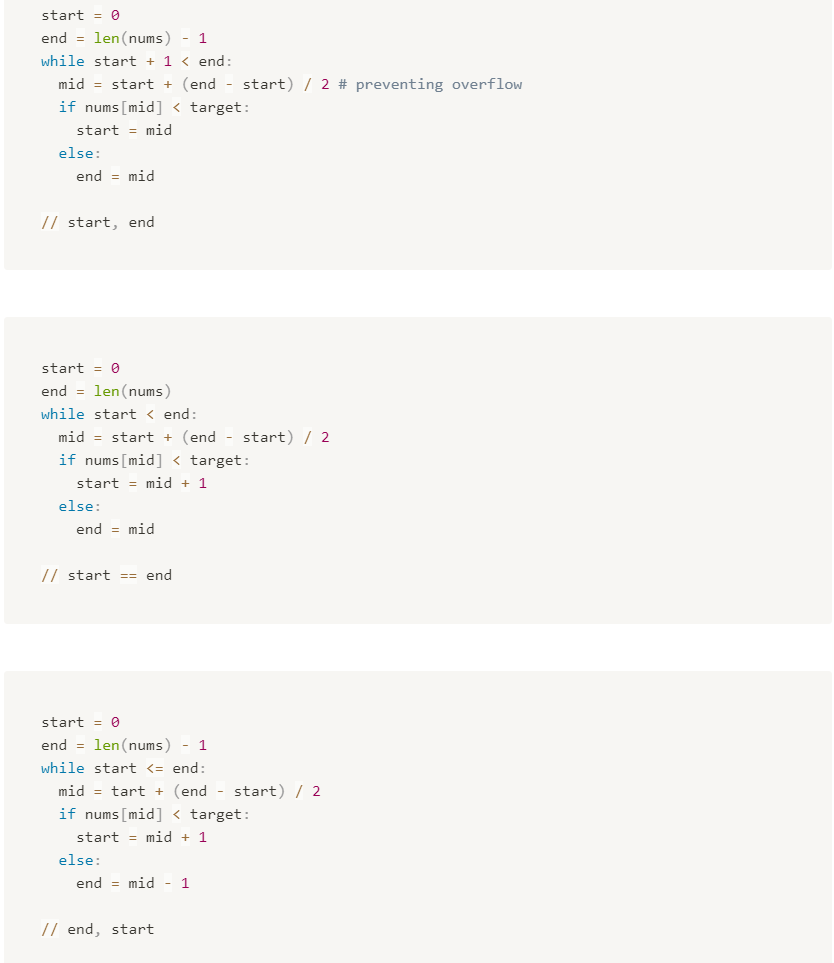 start = 0
end = len(nums) - 1
while start + 1 < end:
  mid = start + (end - start) / 2 # preventing overflow
  if nums[mid] < target:
    start = mid
  else:
    end = mid
// start, end
start = 0
end = len(nums)
while start < end:
  mid = start + (end - start) / 2
  if nums[mid] < target:
    start = mid + 1
  else:
    end = mid
// start == end
start = 0
end = len(nums) - 1
while start <= end:
  mid = tart + (end - start) / 2
  if nums[mid] < target:
    start = mid + 1
  else:
    end = mid - 1
// end, start